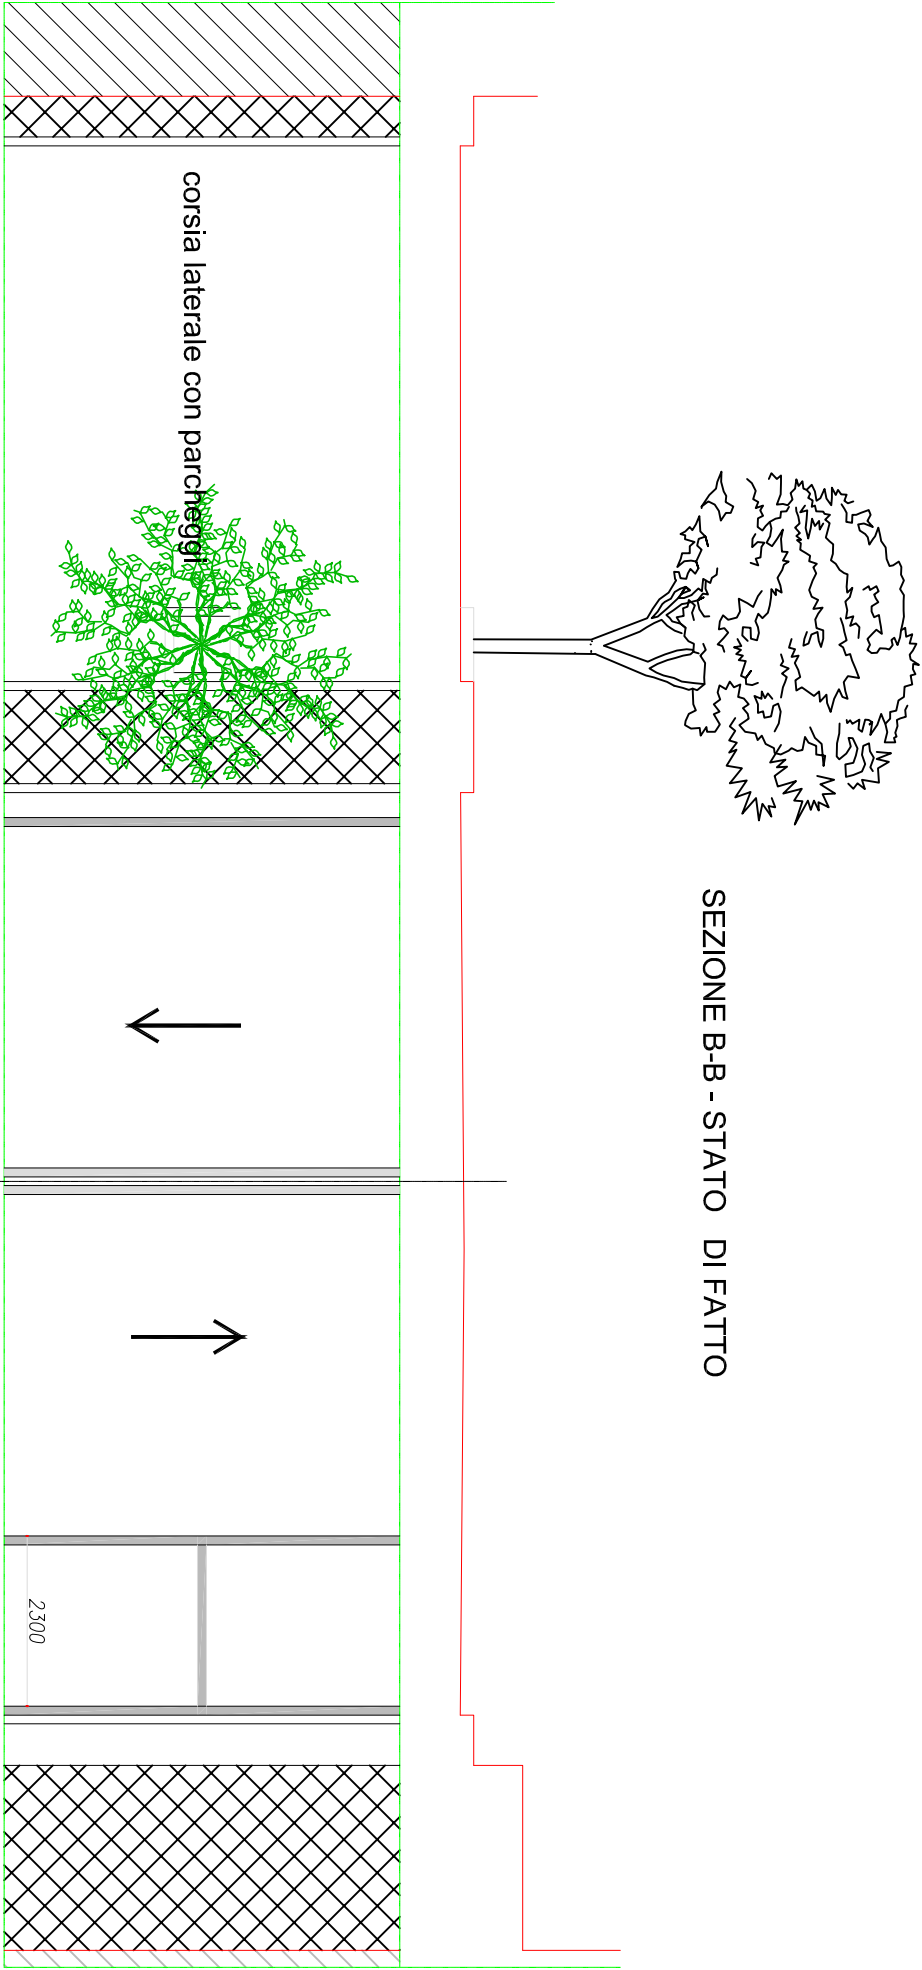 SEZIONE B-B - STATO DI FATTO
corsia laterale con parcheggi
2300